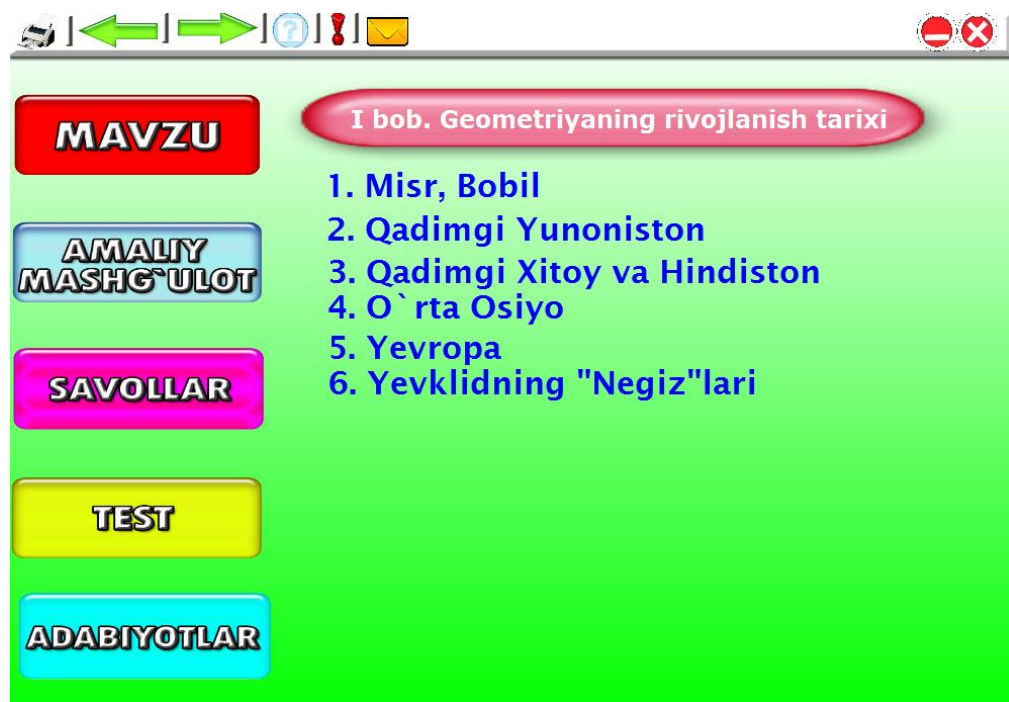 MAVZU
I bob. Geometriyaning rivojlanish tarixi
1. Misr, Bobil
2. Qadimgi Yunoniston
3. Qadimgi Xitoy va Hindiston
4. O`rta Osiyo
5. Yevropa
6. Yevklidning "Negiz"lari
AMALIY
MASHG`ULOT
SAVOLLAR
TEST
ADABIYOTLAR